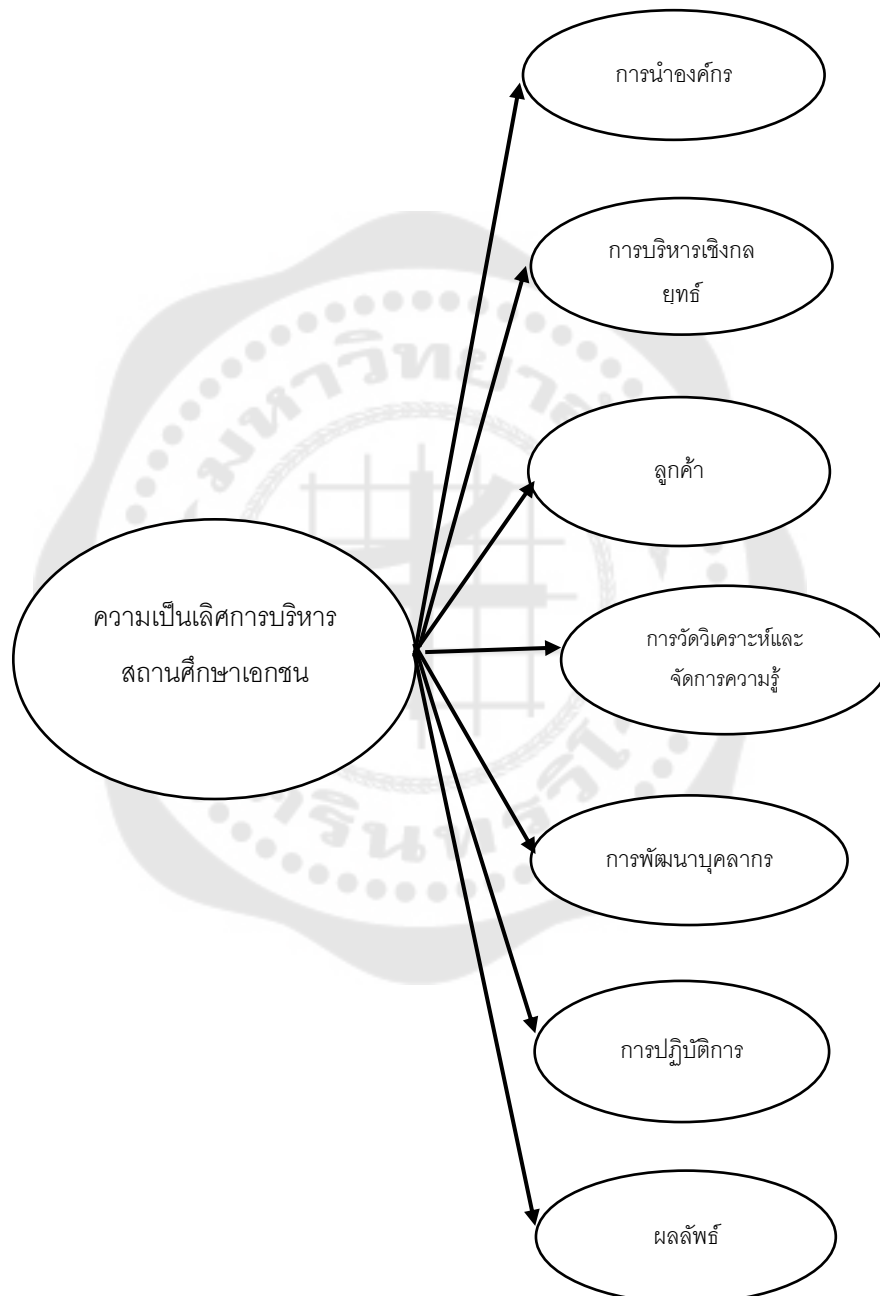 การนำองค์กร
การบริหารเชิงกล
ยุทธ์
ลูกค้า
ความเป็นเลิศการบริหาร
สถานศึกษาเอกชน
การวัดวิเคราะห์และ
จัดการความรู้
การพัฒนาบุคลากร
การปฏิบัติการ
ผลลัพธ์